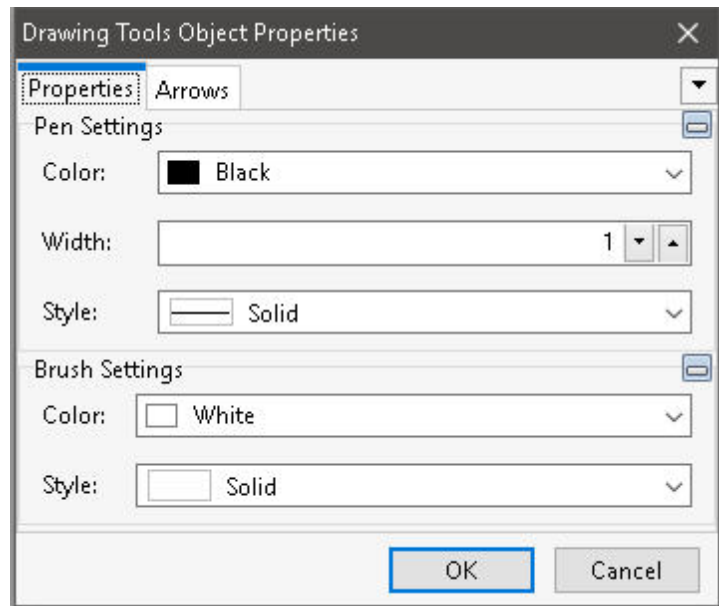 Drawing Tools Object Properties
Properties Arrows
Pen Settings
Color: Black
Width: 1
Style: Solid
Brush Settings
Color: White
Style: Solid
OK Cancel